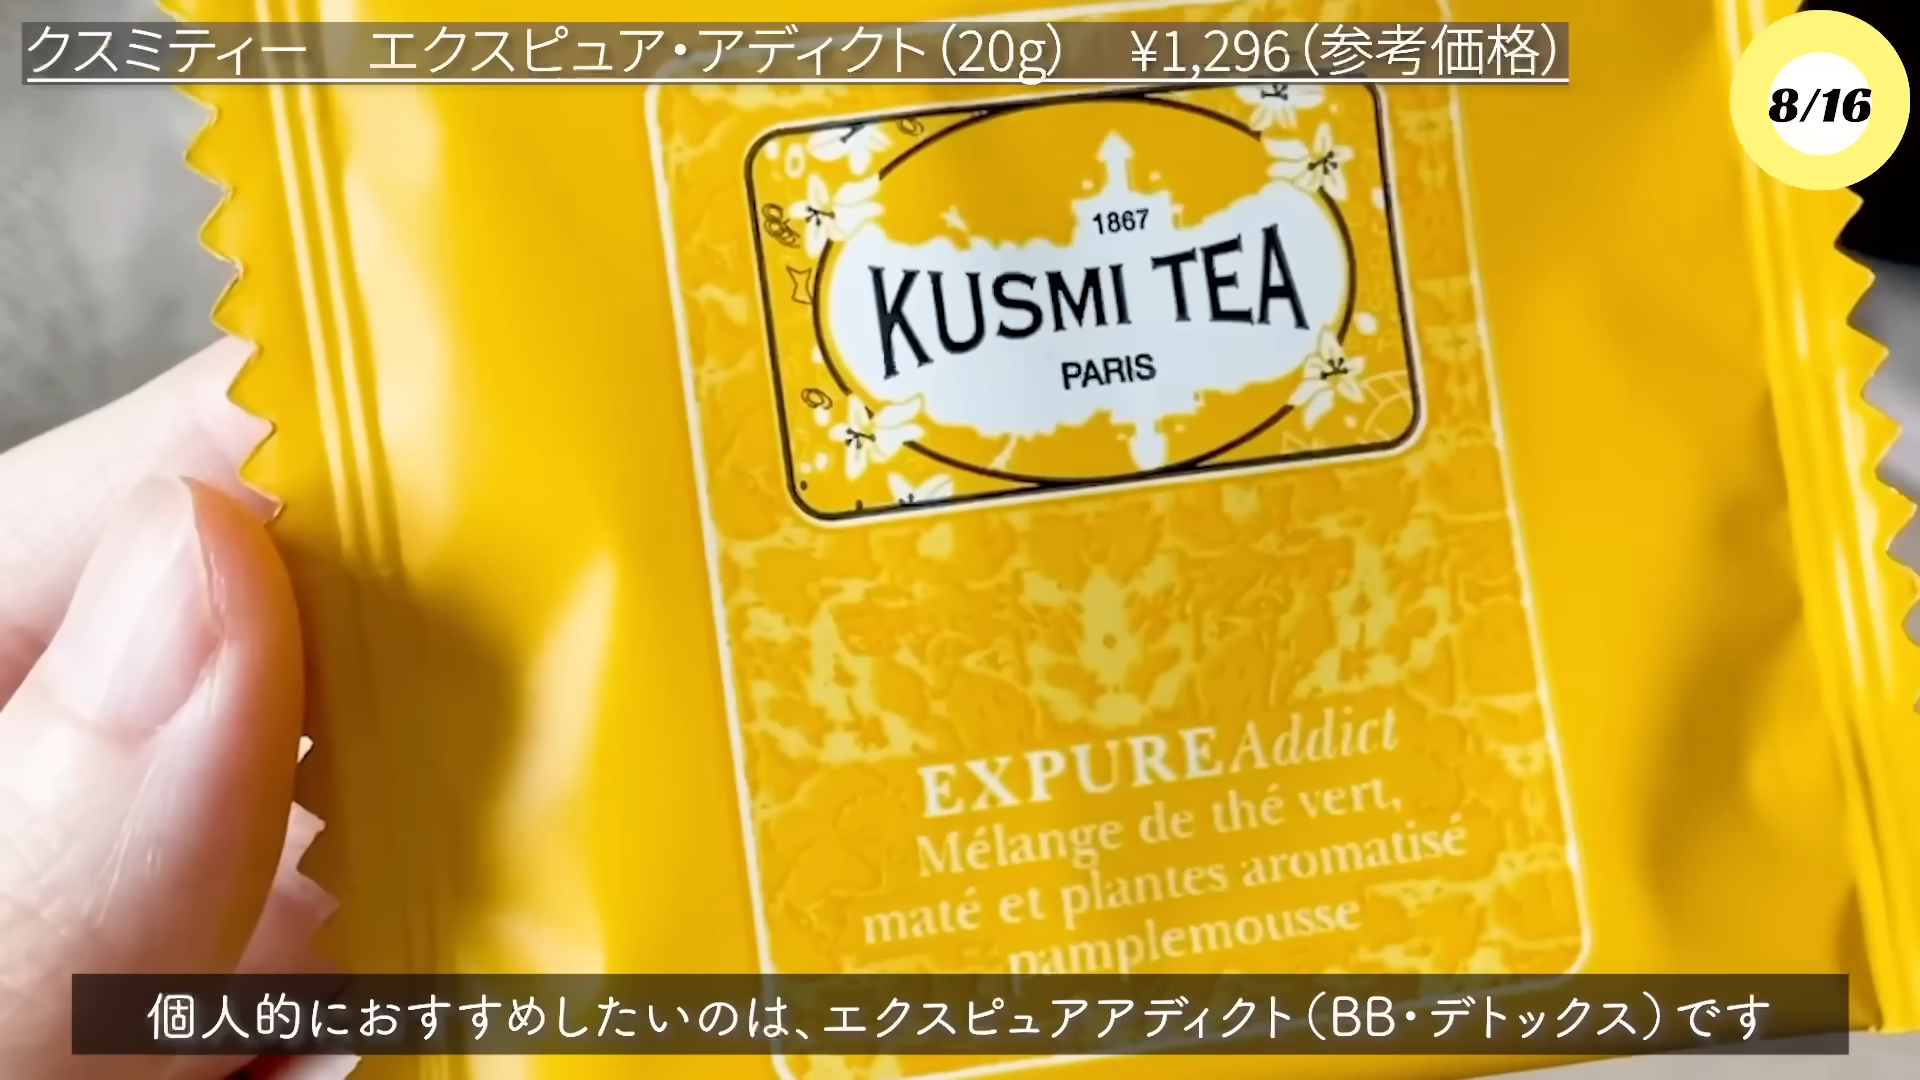 クスミティー　エクスピュア・アディクト（20g）　¥1,296（参考価格）
8/16
1867
KUSMI TEA
PARIS
EXPURE Addict
Mélange de thé vert,
maté et plantes aromatisé
pamplemousse
個人的におすすめしたいのは、エクスピュアアディクト（BB・デトックス）です